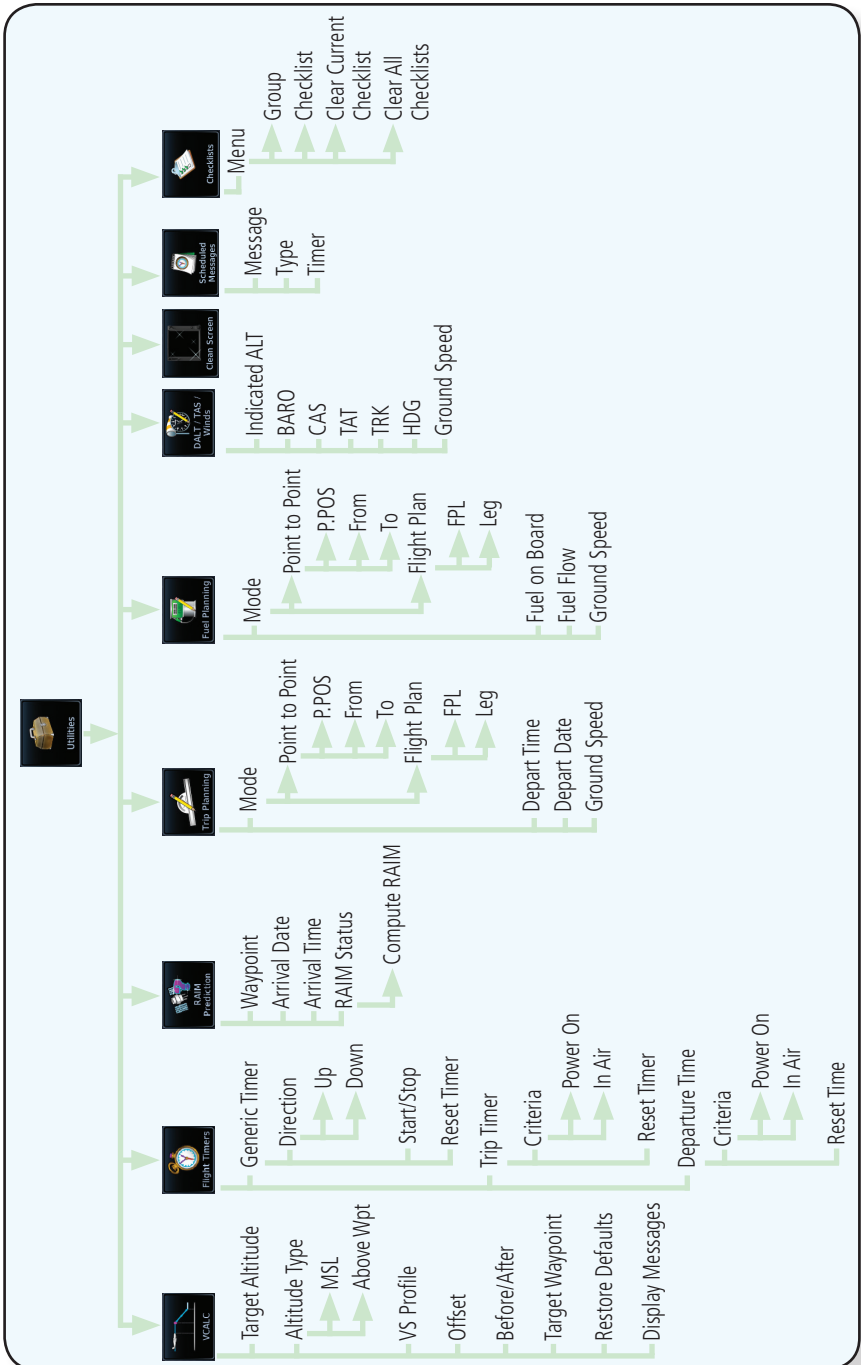 Utilities
VCALC
Target Altitude
Altitude Type
MSL
Above Wpt
VS Profile
Offset
Before/After
Target Waypoint
Restore Defaults
Display Messages
Flight Timers
Generic Timer
Direction
Up
Down
Start/Stop
Reset Timer
Trip Timer
Criteria
Power On
In Air
Reset Timer
Departure Time
Criteria
Power On
In Air
Reset Time
RAIM
Prediction
Waypoint
Arrival Date
Arrival Time
RAIM Status
Compute RAIM
Trip Planning
Mode
Point to Point
P.POS
From
To
Flight Plan
FPL
Leg
Depart Time
Depart Date
Ground Speed
Fuel Planning
Mode
Point to Point
P.POS
From
To
Flight Plan
FPL
Leg
Fuel on Board
Fuel Flow
Ground Speed
DALT / TAS /
Winds
Indicated ALT
BARO
CAS
TAT
TRK
HDG
Ground Speed
Clean Screen
Scheduled
Messages
Message
Type
Timer
Checklists
Menu
Group
Checklist
Clear Current
Checklist
Clear All
Checklists